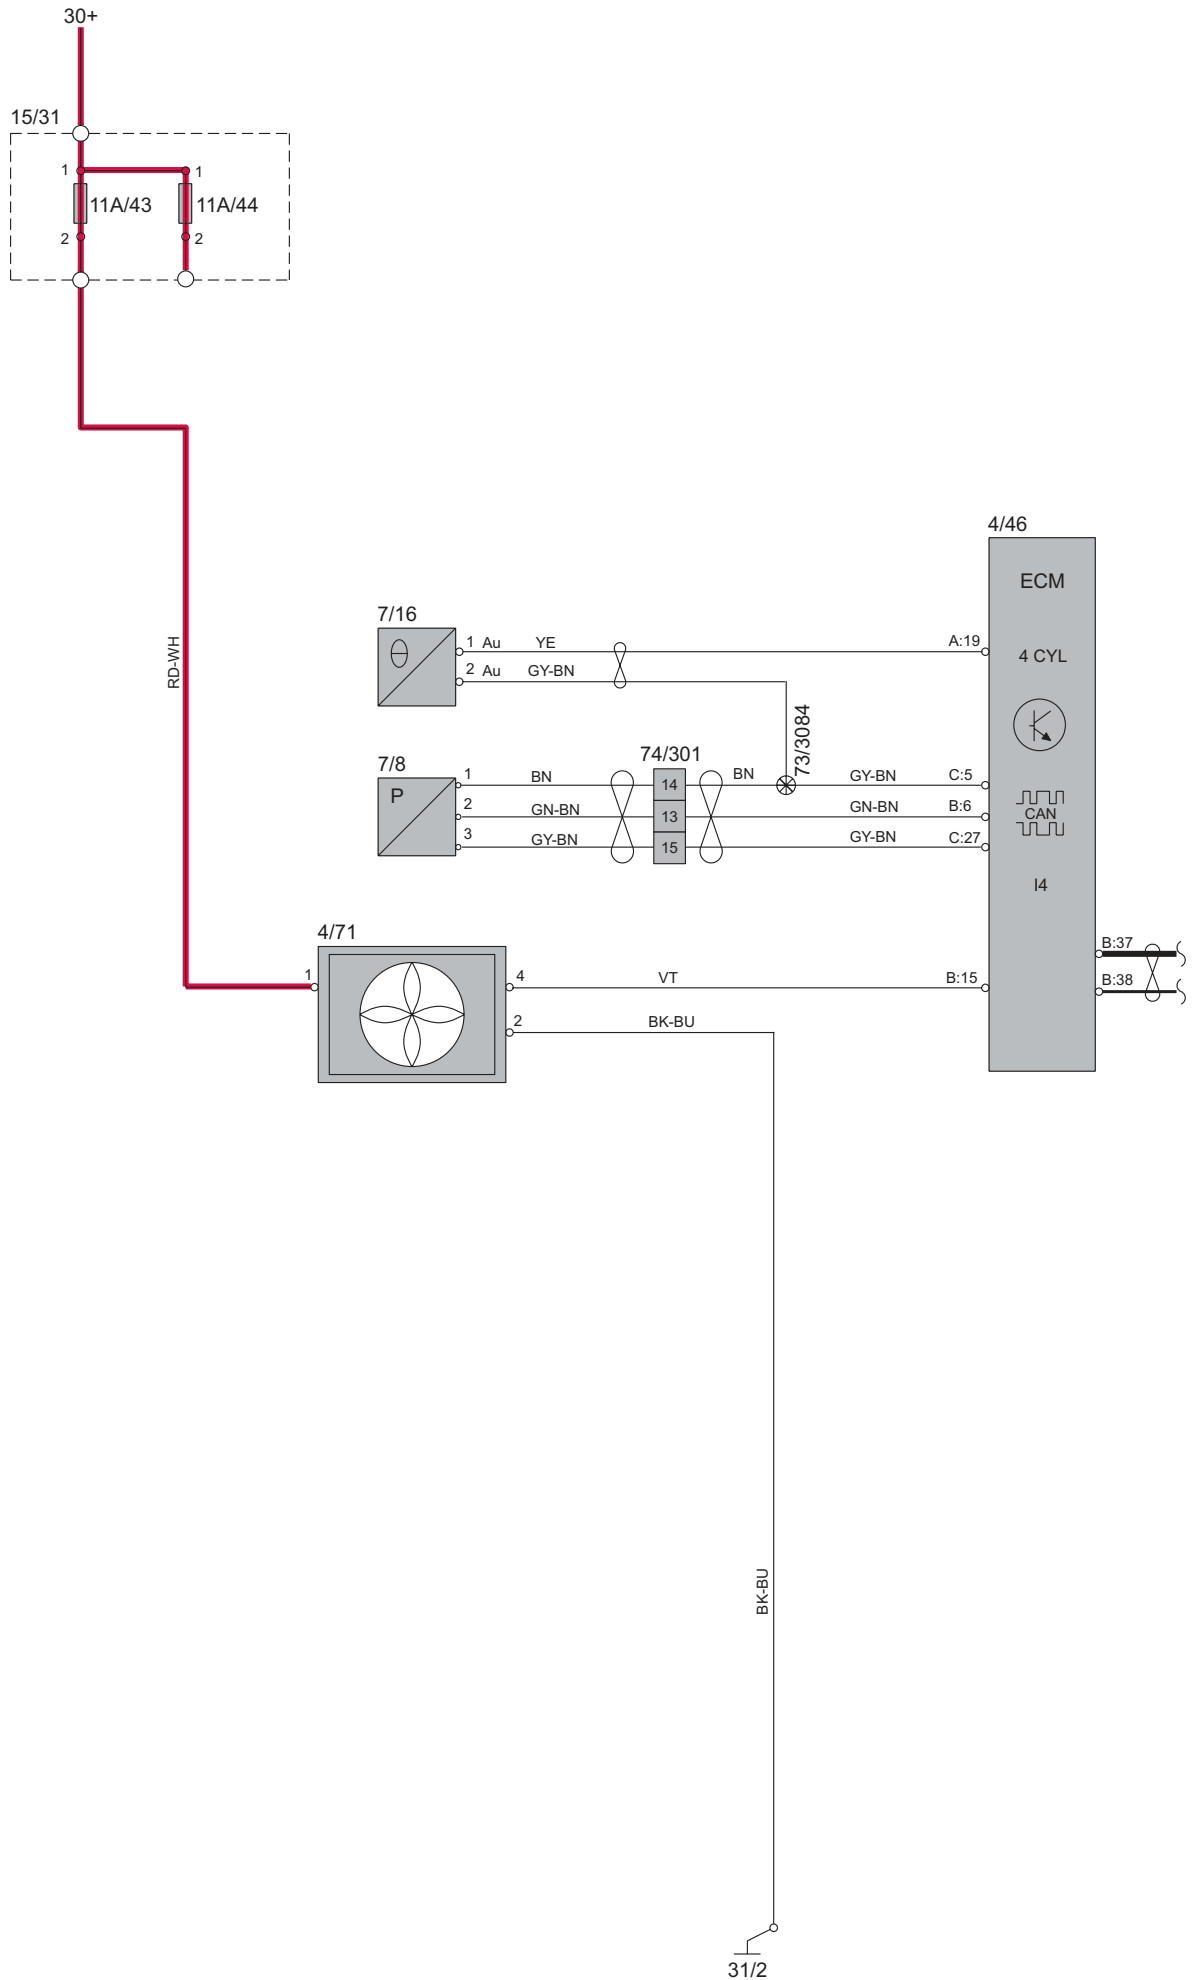 30+
15/31
1
1
11A/43
11A/44
2
2
RD-WH
4/46
ECM
4 CYL
CAN
I4
7/16
1 Au YE A:19
2 Au GY-BN
73/3084
7/8
P
74/301
1 BN 14 BN GY-BN C:5
2 GN-BN 13 GN-BN B:6
3 GY-BN 15 GY-BN C:27
B:37
B:38
4/71
1
4 VT B:15
2 BK-BU
BK-BU
31/2